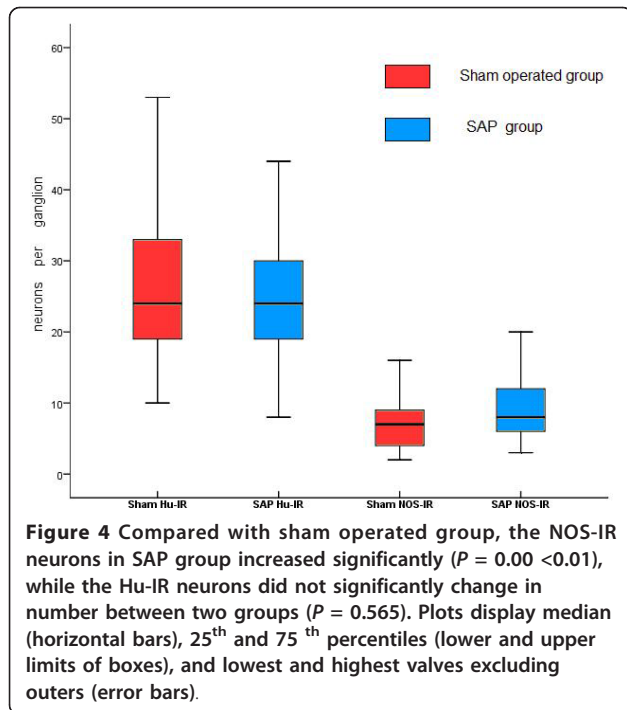 60
50
40
30
20
10
0
neurons per ganglion
Sham operated group
SAP group
Sham Hu-IR SAP Hu-IR Sham NOS-IR SAP NOS-IR
Figure 4 Compared with sham operated group, the NOS-IR
neurons in SAP group increased significantly (P = 0.00 <0.01),
while the Hu-IR neurons did not significantly change in
number between two groups (P = 0.565). Plots display median
(horizontal bars), 25th and 75 th percentiles (lower and upper
limits of boxes), and lowest and highest valves excluding
outers (error bars).